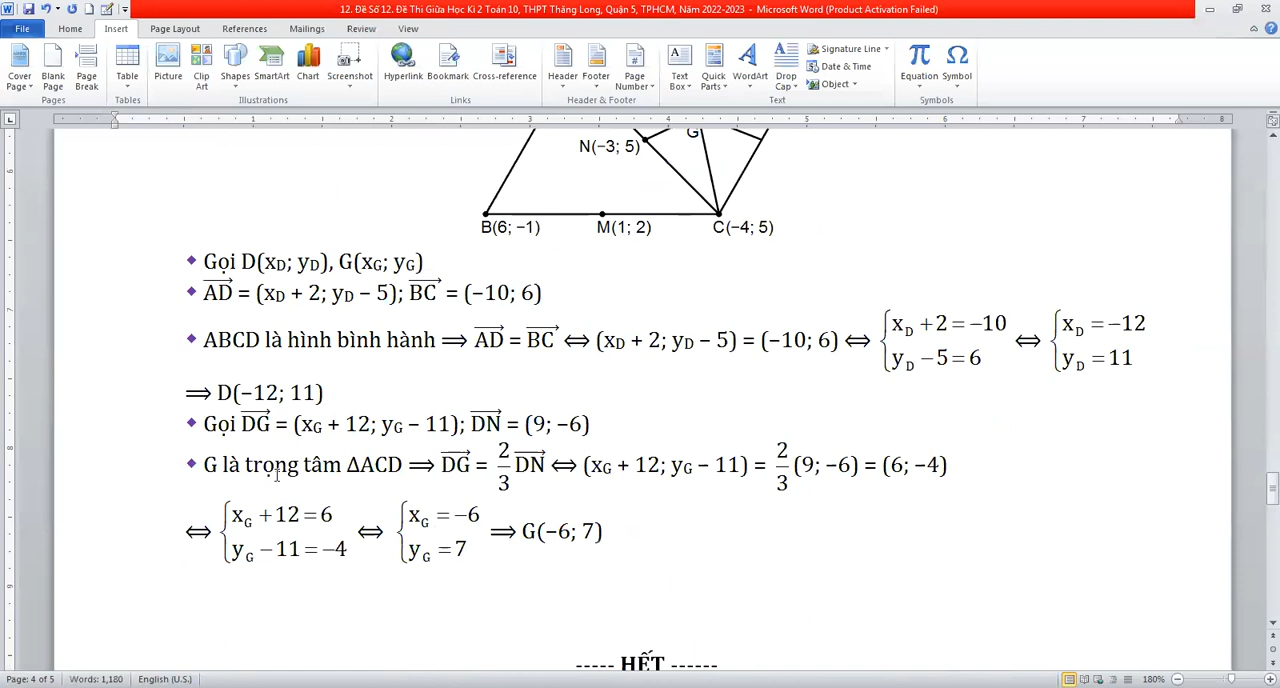 12. Đề Số 12. Đề Thi Giữa Học Kì 2 Toán 10, THPT Thăng Long, Quận 5, TPHCM, Năm 2022-2023 - Microsoft Word (Product Activation Failed)
File Home Insert Page Layout References Mailings Review View
Cover Page Blank Page Page Break Table Picture Clip Art Shapes SmartArt Chart Screenshot Hyperlink Bookmark Cross-reference Header Footer Page Number Text Box Quick Parts WordArt Drop Cap Signature Line Date & Time Object Equation Symbol
Pages Tables Illustrations Links Header & Footer Text Symbols
1 2 3 4 5 6 7 8
G
N(−3; 5)
B(6; −1) M(1; 2) C(−4; 5)
Gọi D(xD; yD), G(xG; yG)
AD = (xD + 2; yD − 5); BC = (−10; 6)
ABCD là hình bình hành ⟹ AD = BC ⟺ (xD + 2; yD − 5) = (−10; 6) ⟺ { xD + 2 = −10 yD − 5 = 6 ⟺ { xD = −12 yD = 11
⟹ D(−12; 11)
Gọi DG = (xG + 12; yG − 11); DN = (9; −6)
G là trọng tâm ΔACD ⟹ DG = 2/3 DN ⟺ (xG + 12; yG − 11) = 2/3 (9; −6) = (6; −4)
⟺ { xG + 12 = 6 yG − 11 = −4 ⟺ { xG = −6 yG = 7 ⟹ G(−6; 7)
----- HẾT ------
Page: 4 of 5 Words: 1,180 English (U.S.) 180%